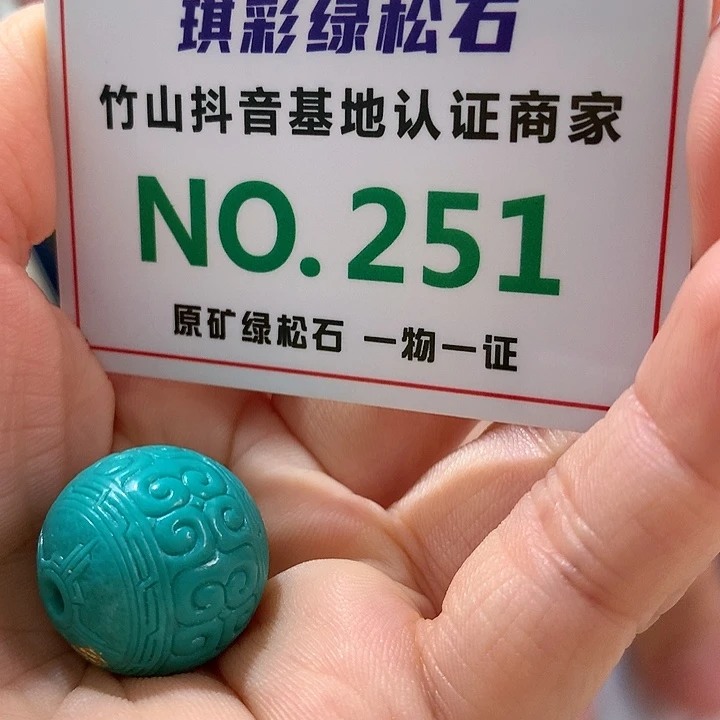 琪彩绿松石
竹山抖音基地认证商家
NO.251
原矿绿松石 一物一证